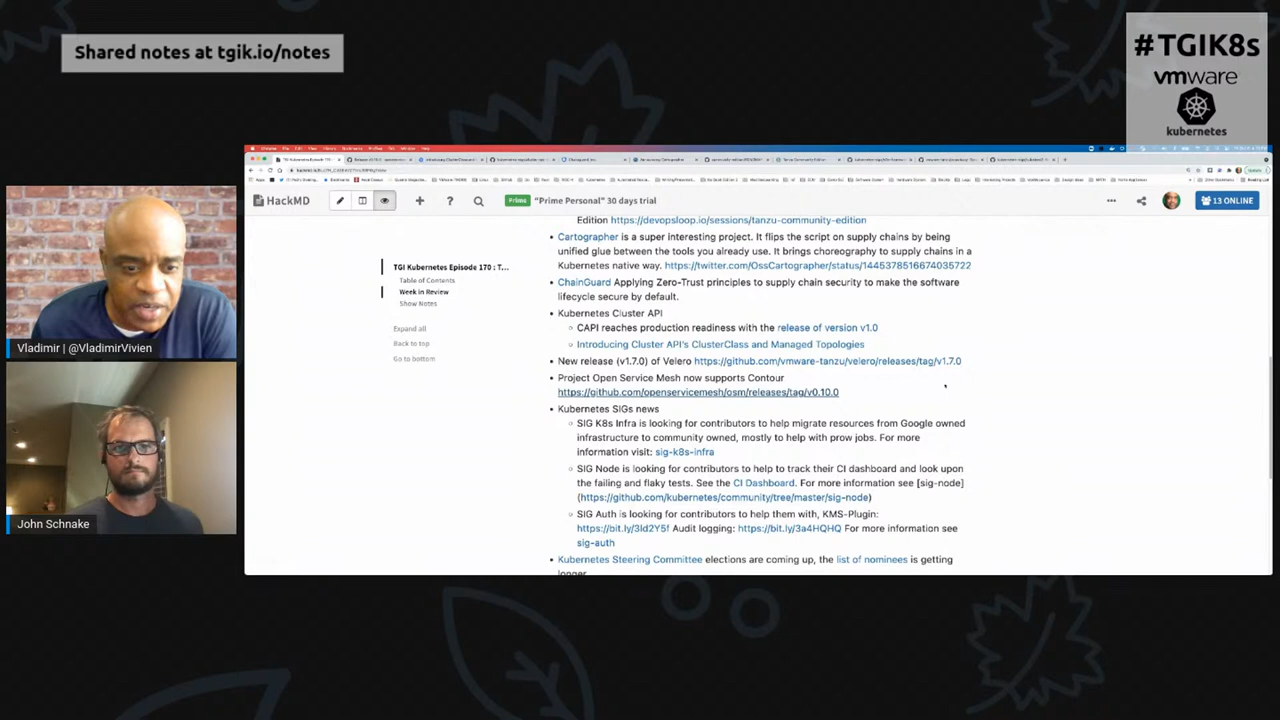 Shared notes at tgik.io/notes
#TGIK8s
vmware
kubernetes
HackMD
Prime
"Prime Personal" 30 days trial
13 ONLINE
TGI Kubernetes Episode 170 : T...
Table of Contents
Week in Review
Show Notes
Expand all
Back to top
Go to bottom
Edition https://devopsloop.io/sessions/tanzu-community-edition
• Cartographer is a super interesting project. It flips the script on supply chains by being
unified glue between the tools you already use. It brings choreography to supply chains in a
Kubernetes native way. https://twitter.com/OssCartographer/status/1445378516674035722
• ChainGuard Applying Zero-Trust principles to supply chain security to make the software
lifecycle secure by default.
• Kubernetes Cluster API
○ CAPI reaches production readiness with the release of version v1.0
○ Introducing Cluster API's ClusterClass and Managed Topologies
• New release (v1.7.0) of Velero https://github.com/vmware-tanzu/velero/releases/tag/v1.7.0
• Project Open Service Mesh now supports Contour
https://github.com/openservicemesh/osm/releases/tag/v0.10.0
• Kubernetes SIGs news
○ SIG K8s Infra is looking for contributors to help migrate resources from Google owned
infrastructure to community owned, mostly to help with prow jobs. For more
information visit: sig-k8s-infra
○ SIG Node is looking for contributors to help to track their CI dashboard and look upon
the failing and flaky tests. See the CI Dashboard. For more information see [sig-node]
(https://github.com/kubernetes/community/tree/master/sig-node)
○ SIG Auth is looking for contributors to help them with, KMS-Plugin:
https://bit.ly/3ld2Y5f Audit logging: https://bit.ly/3a4HQHQ For more information see
sig-auth
• Kubernetes Steering Committee elections are coming up, the list of nominees is getting
longer
Vladimir | @VladimirVivien
John Schnake